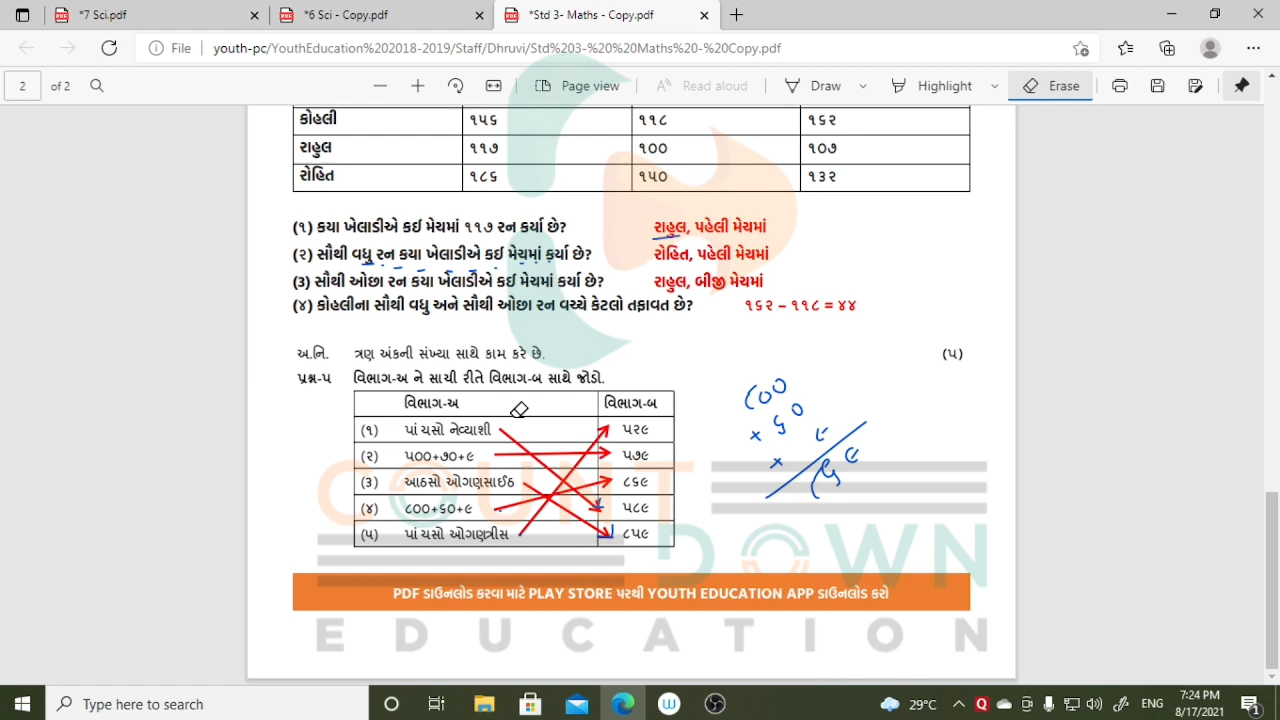 *7 Sci.pdf
*6 Sci - Copy.pdf
*Std 3- Maths - Copy.pdf
File youth-pc/YouthEducation%202018-2019/Staff/Dhruvi/Std%203-%20%20Maths%20-%20Copy.pdf
2 of 2 Page view Read aloud Draw Highlight Erase
કોહલી ૧૫૬ ૧૧૮ ૧૬૨
રાહુલ ૧૧૭ ૧૦૦ ૧૦૭
રોહિત ૧૮૬ ૧૫૦ ૧૩૨
(૧) કયા ખેલાડીએ કઈ મેચમાં ૧૧૭ રન કર્યા છે? રાહુલ, પહેલી મેચમાં
(૨) સૌથી વધુ રન કયા ખેલાડીએ કઈ મેચમાં કર્યા છે? રોહિત, પહેલી મેચમાં
(૩) સૌથી ઓછા રન કયા ખેલાડીએ કઈ મેચમાં કર્યા છે? રાહુલ, બીજી મેચમાં
(૪) કોહલીના સૌથી વધુ અને સૌથી ઓછા રન વચ્ચે કેટલો તફાવત છે? ૧૬૨ – ૧૧૮ = ૪૪
અ.નિ. ત્રણ અંકની સંખ્યા સાથે કામ કરે છે. (૫)
પ્રશ્ન-૫ વિભાગ-અ ને સાચી રીતે વિભાગ-બ સાથે જોડો.
વિભાગ-અ વિભાગ-બ
(૧) પાંચસો નેવ્યાશી ૫૨૯
(૨) ૫૦૦+૭૦+૯ ૫૭૯
(૩) આઠસો ઓગણસાઈઠ ૮૬૯
(૪) ૮૦૦+૬૦+૯ ૫૮૯
(૫) પાંચસો ઓગણત્રીસ ૮૫૯
૮૦૦
૬૦
૮૬૯
COUNT
DOWN
PDF ડાઉનલોડ કરવા માટે PLAY STORE પરથી YOUTH EDUCATION APP ડાઉનલોડ કરો
EDUCATION
Type here to search
29°C ENG 7:24 PM
8/17/2021